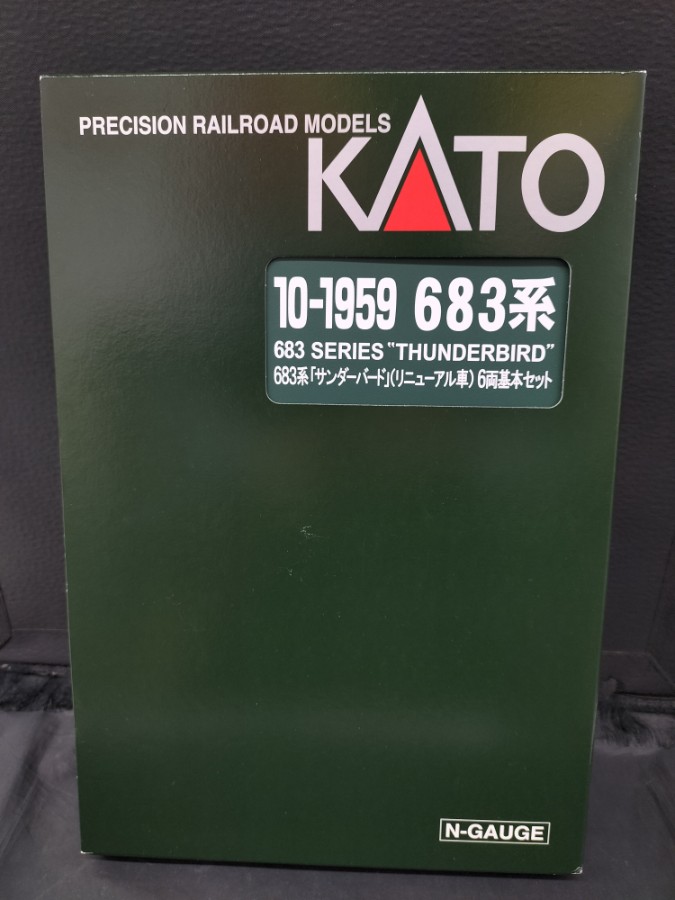 PRECISION RAILROAD MODELS
KATO
10-1959 683系
683 SERIES "THUNDERBIRD"
683系「サンダーバード」(リニューアル車) 6両基本セット
N-GAUGE